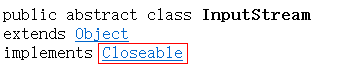 public abstract class InputStream
extends Object
implements Closeable